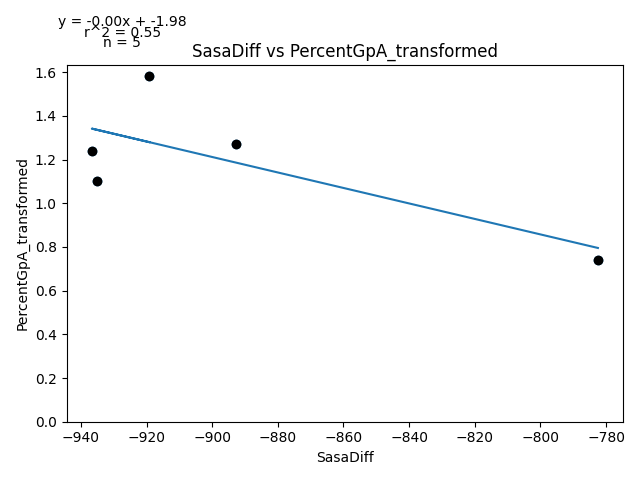 y = -0.00x + -1.98
r^2 = 0.55
n = 5
SasaDiff vs PercentGpA_transformed
1.6
1.4
1.2
1.0
0.8
0.6
0.4
0.2
0.0
PercentGpA_transformed
−940 −920 −900 −880 −860 −840 −820 −800 −780
SasaDiff